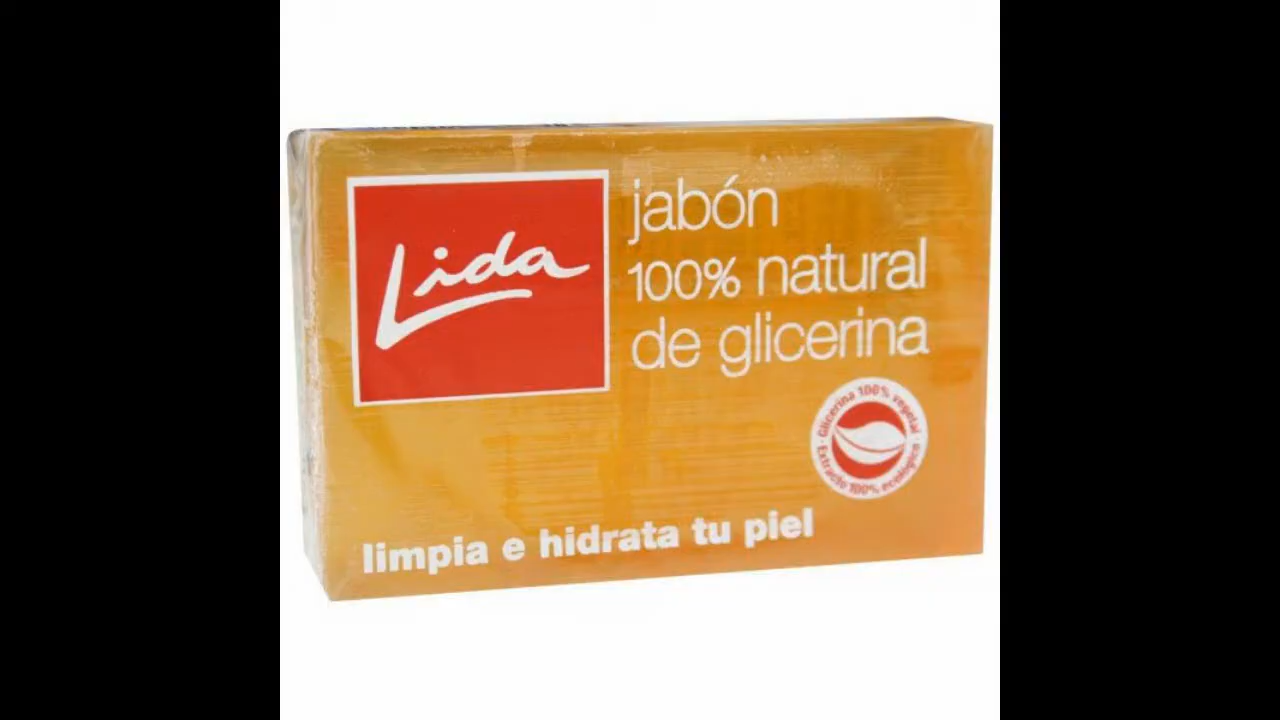 Lida
jabón
100% natural
de glicerina
Glicerina 100% vegetal
Extracto 100% ecológico
limpia e hidrata tu piel